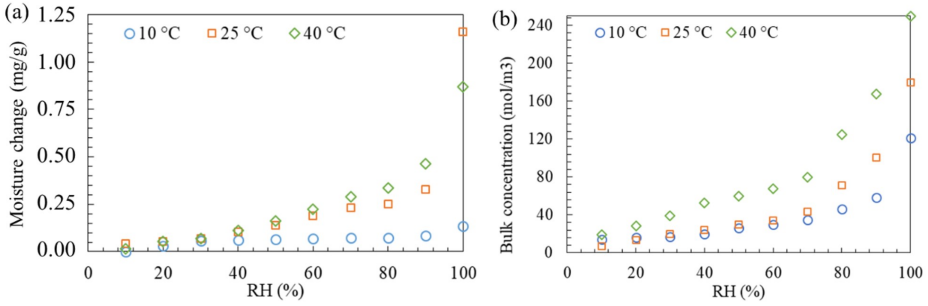 (a)
1.25
1.00
0.75
0.50
0.25
0.00
Moisture change (mg/g)
10 °C 25 °C 40 °C
0 20 40 60 80 100
RH (%)
(b)
240
200
160
120
80
40
0
Bulk concentration (mol/m3)
10 °C 25 °C 40 °C
0 20 40 60 80 100
RH (%)